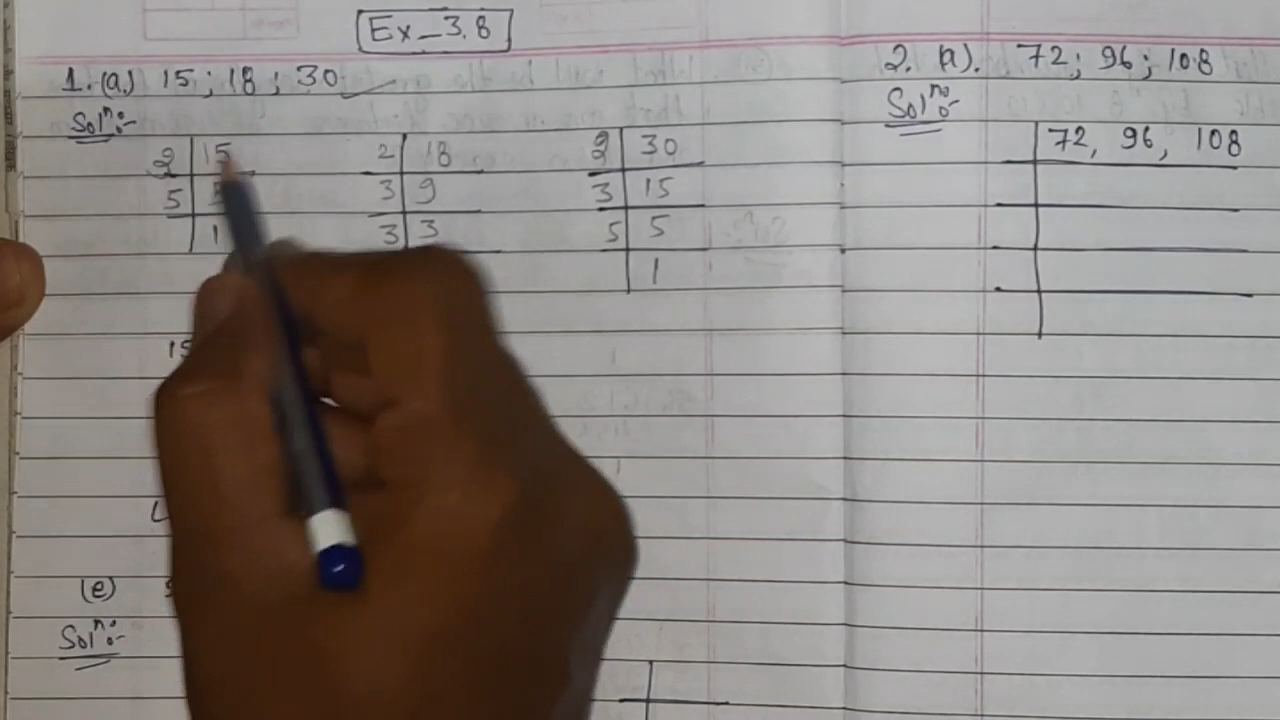 Ex_3.8
1.(a.) 15 ; 18 ; 30
Solⁿ:-
2 | 15 2 | 18 2 | 30
5 | 3 | 9 3 | 15
1 3 | 3 5 | 5
1
15
L
(e)
Solⁿ:-
2. (a). 72 ; 96 ; 108
Solⁿ:-
72, 96, 108